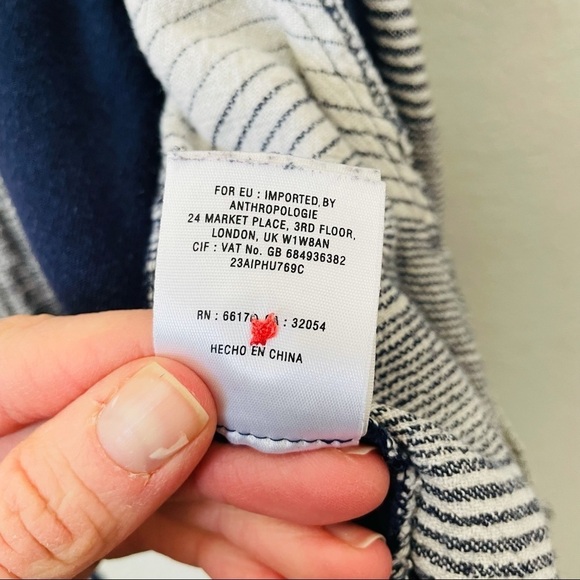 FOR EU : IMPORTED BY
ANTHROPOLOGIE
24 MARKET PLACE, 3RD FLOOR,
LONDON, UK W1W8AN
CIF : VAT No. GB 684936382
23AIPHU769C
RN : : 32054
HECHO EN CHINA